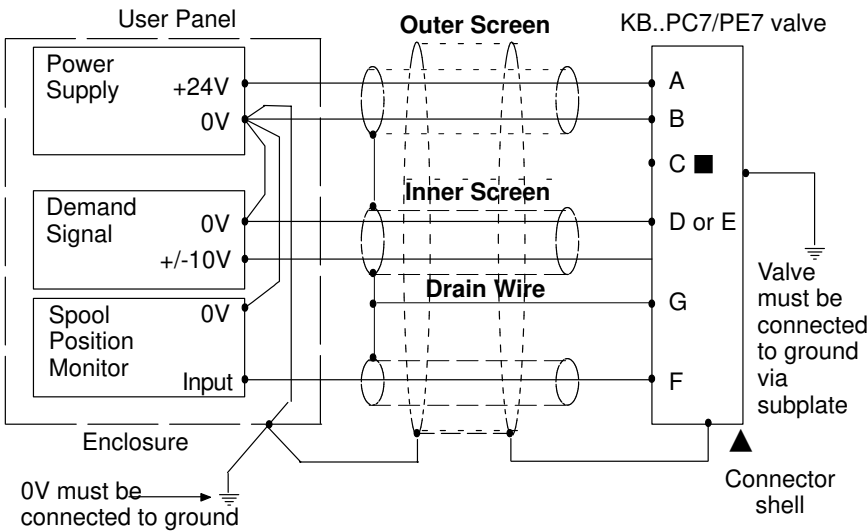 User Panel
Outer Screen
KB..PC7/PE7 valve
Power
Supply
+24V
0V
A
B
C ■
Demand
Signal
0V
+/-10V
Inner Screen
D or E
Drain Wire
Spool
Position
Monitor
0V
Input
G
F
Valve
must be
connected
to ground
via
subplate
Enclosure
▲
Connector
shell
0V must be
connected to ground